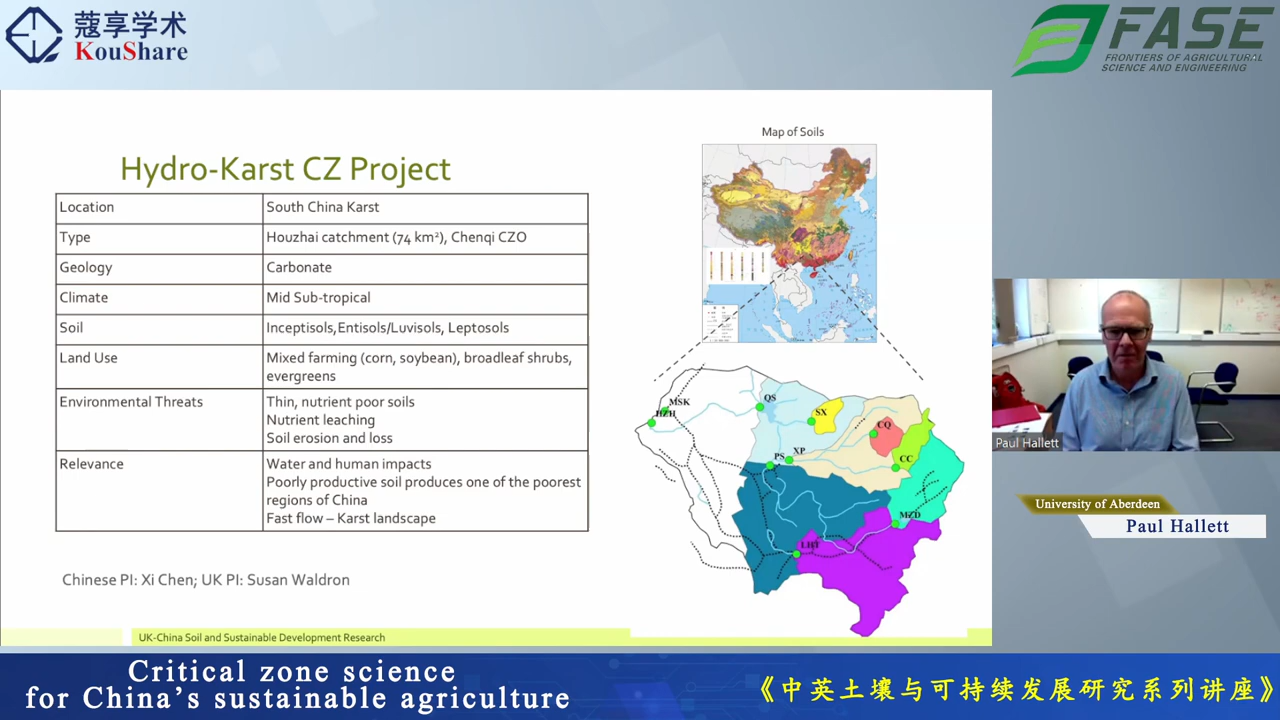 蔻享学术
KouShare
FASE
FRONTIERS OF AGRICULTURAL
SCIENCE AND ENGINEERING
Map of Soils
Hydro-Karst CZ Project
Location South China Karst
Type Houzhai catchment (74 km²), Chenqi CZO
Geology Carbonate
Climate Mid Sub-tropical
Soil Inceptisols,Entisols/Luvisols, Leptosols
Land Use Mixed farming (corn, soybean), broadleaf shrubs,
evergreens
Environmental Threats Thin, nutrient poor soils
Nutrient leaching
Soil erosion and loss
Relevance Water and human impacts
Poorly productive soil produces one of the poorest
regions of China
Fast flow – Karst landscape
MSK
HZH
QS
SX
CQ
XP
PS
CC
MZD
LHT
Chinese PI: Xi Chen; UK PI: Susan Waldron
UK-China Soil and Sustainable Development Research
Paul Hallett
University of Aberdeen
Paul Hallett
Critical zone science
for China's sustainable agriculture
《中英土壤与可持续发展研究系列讲座》